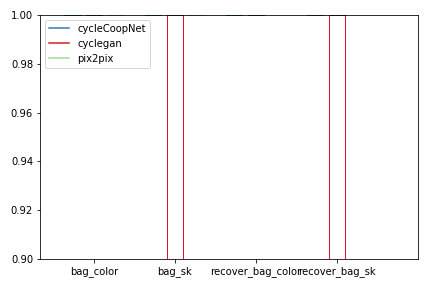 1.00
cycleCoopNet
cyclegan
pix2pix
0.98
0.96
0.94
0.92
0.90
bag_color bag_sk recover_bag_color recover_bag_sk